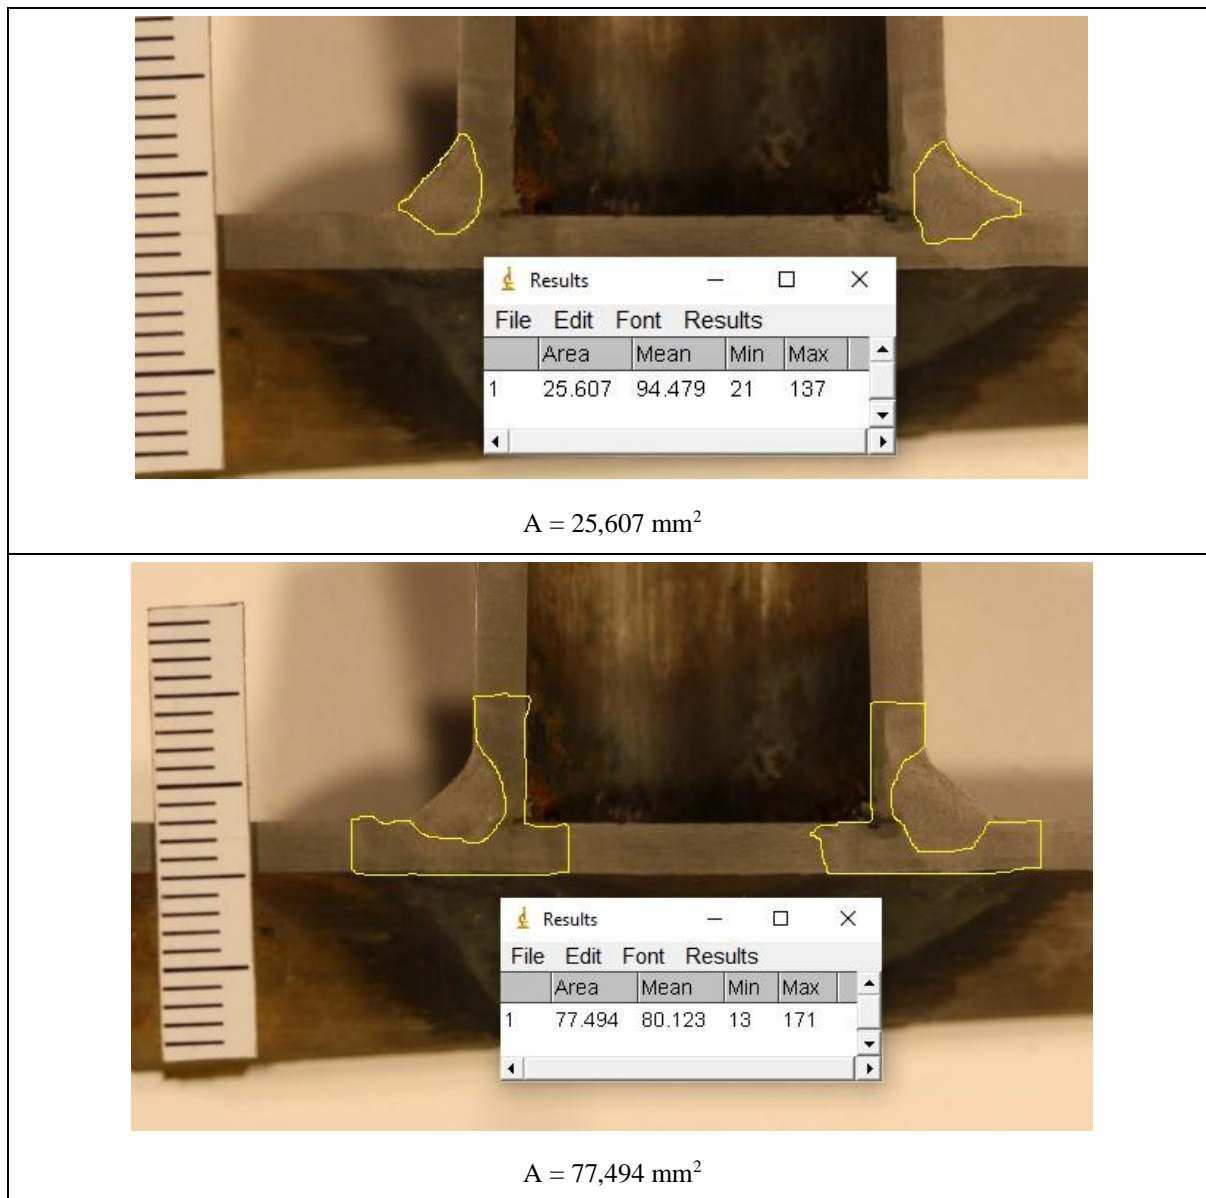 Results
File Edit Font Results
Area Mean Min Max
1 25.607 94.479 21 137
A = 25,607 mm²
Results
File Edit Font Results
Area Mean Min Max
1 77.494 80.123 13 171
A = 77,494 mm²